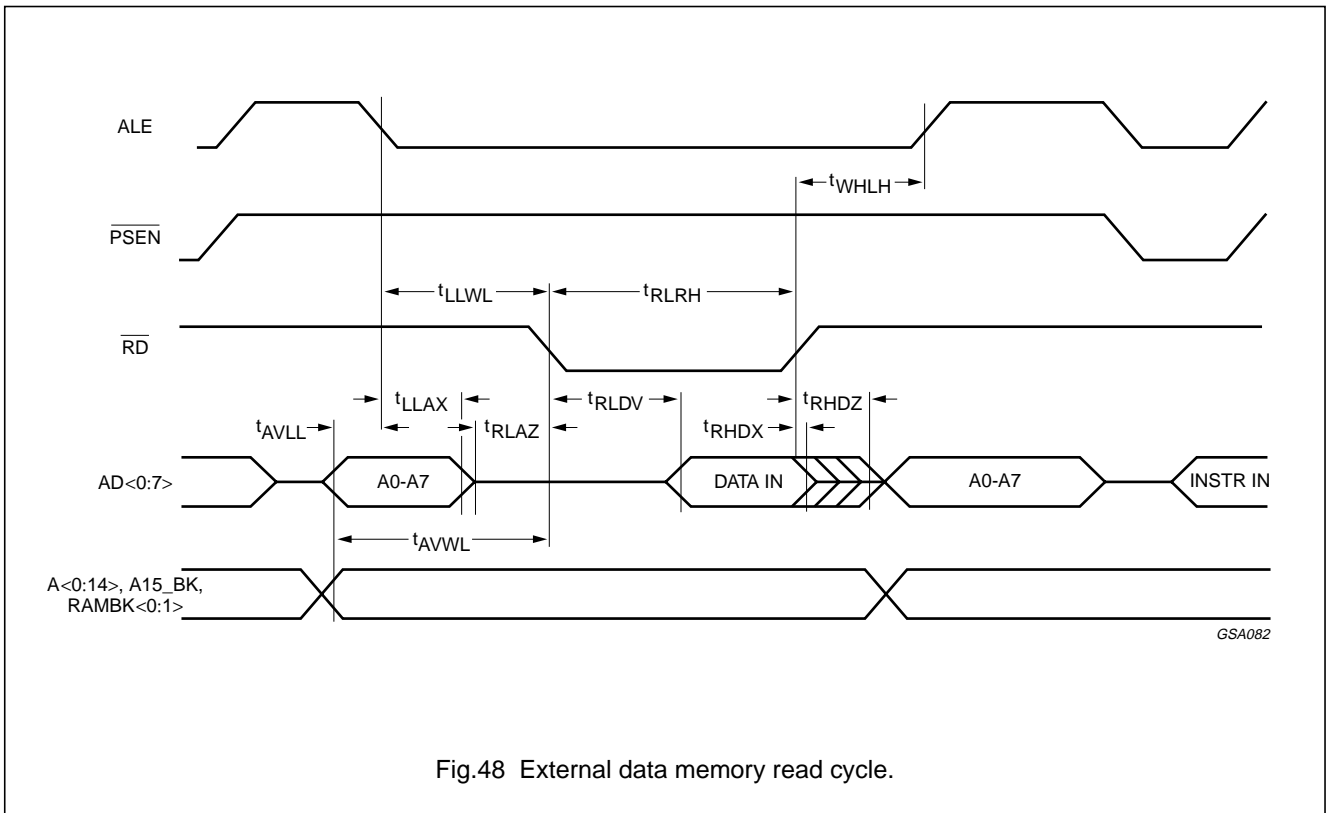 ALE
tWHLH
PSEN
tLLWL
tRLRH
RD
tLLAX
tRLDV
tRHDZ
tAVLL
tRLAZ
tRHDX
AD<0:7>
A0-A7
DATA IN
A0-A7
INSTR IN
tAVWL
A<0:14>, A15_BK,
RAMBK<0:1>
GSA082
Fig.48 External data memory read cycle.